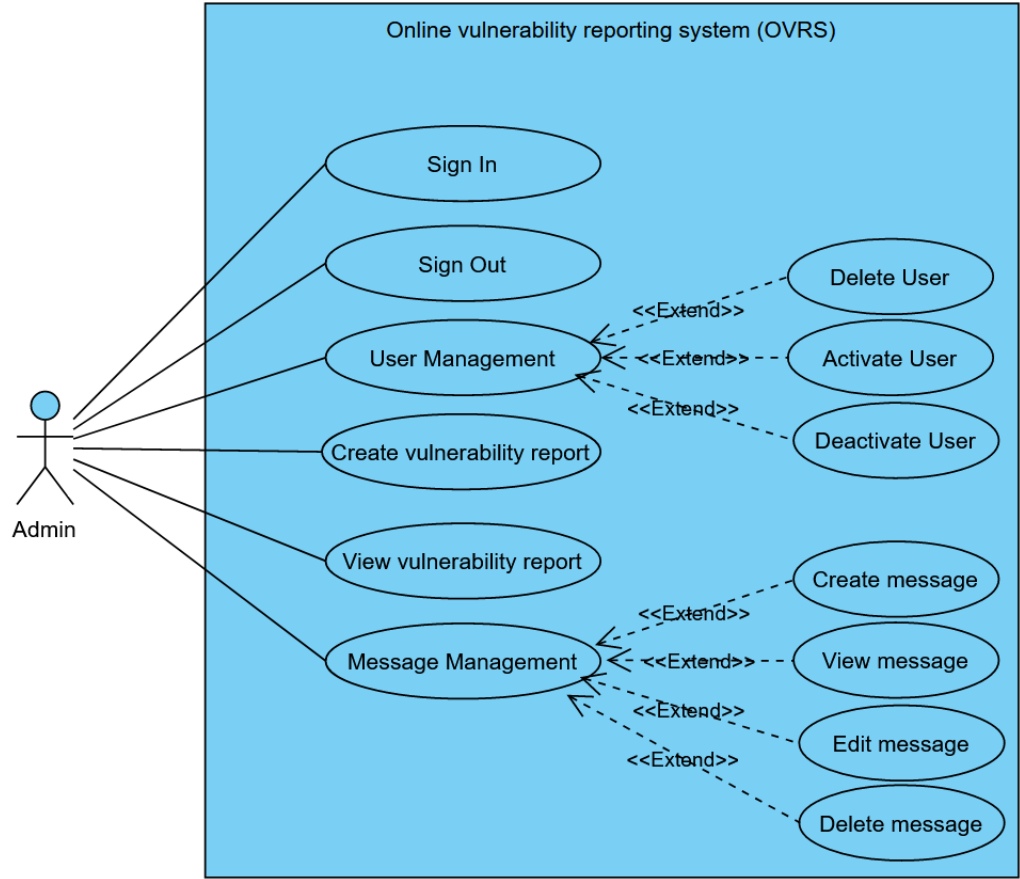 Online vulnerability reporting system (OVRS)
Sign In
Sign Out
Delete User
<<Extend>>
User Management
<<Extend>>
Activate User
<<Extend>>
Deactivate User
Create vulnerability report
Admin
View vulnerability report
Create message
<<Extend>>
Message Management
<<Extend>>
View message
<<Extend>>
Edit message
<<Extend>>
Delete message